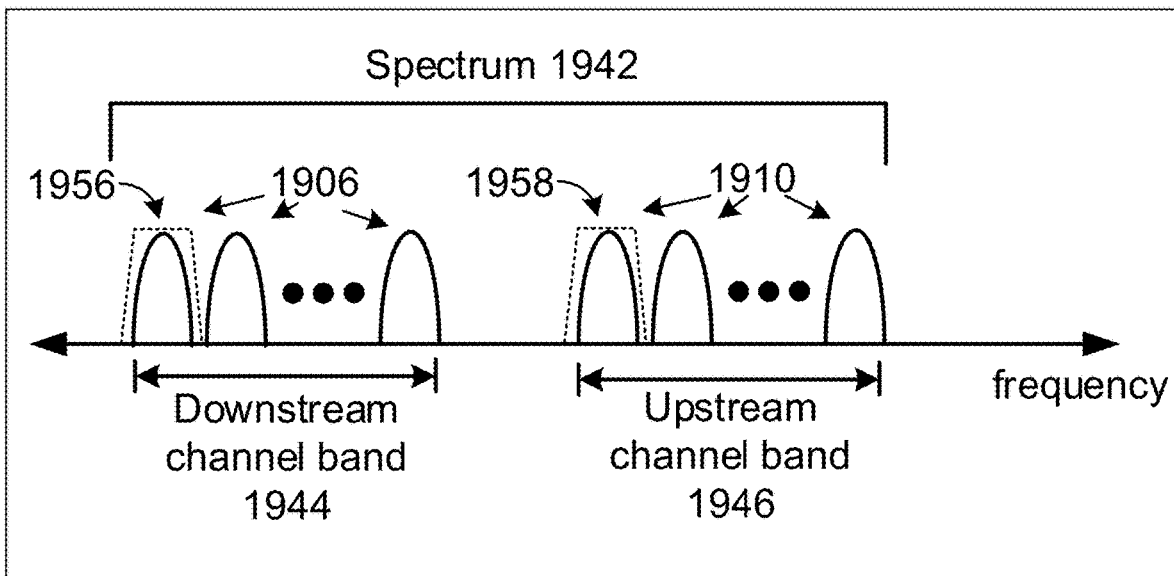 Spectrum 1942
1956
1906
1958
1910
frequency
Downstream
channel band
1944
Upstream
channel band
1946